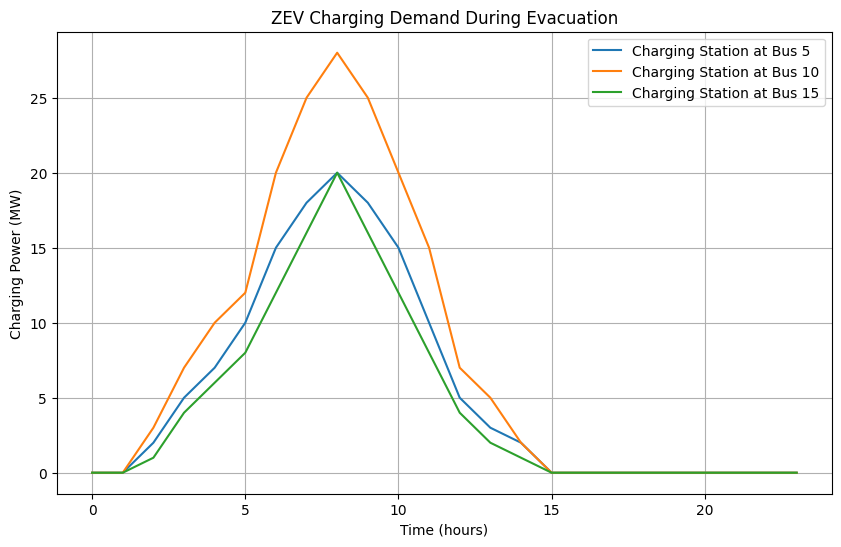 ZEV Charging Demand During Evacuation
Charging Station at Bus 5
Charging Station at Bus 10
Charging Station at Bus 15
Charging Power (MW)
25
20
15
10
5
0
0 5 10 15 20
Time (hours)